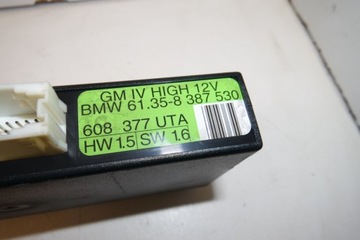 GM IV HIGH 12V
BMW 61.35-8 387 530
608 377 UTA
HW 1.5 SW 1.6